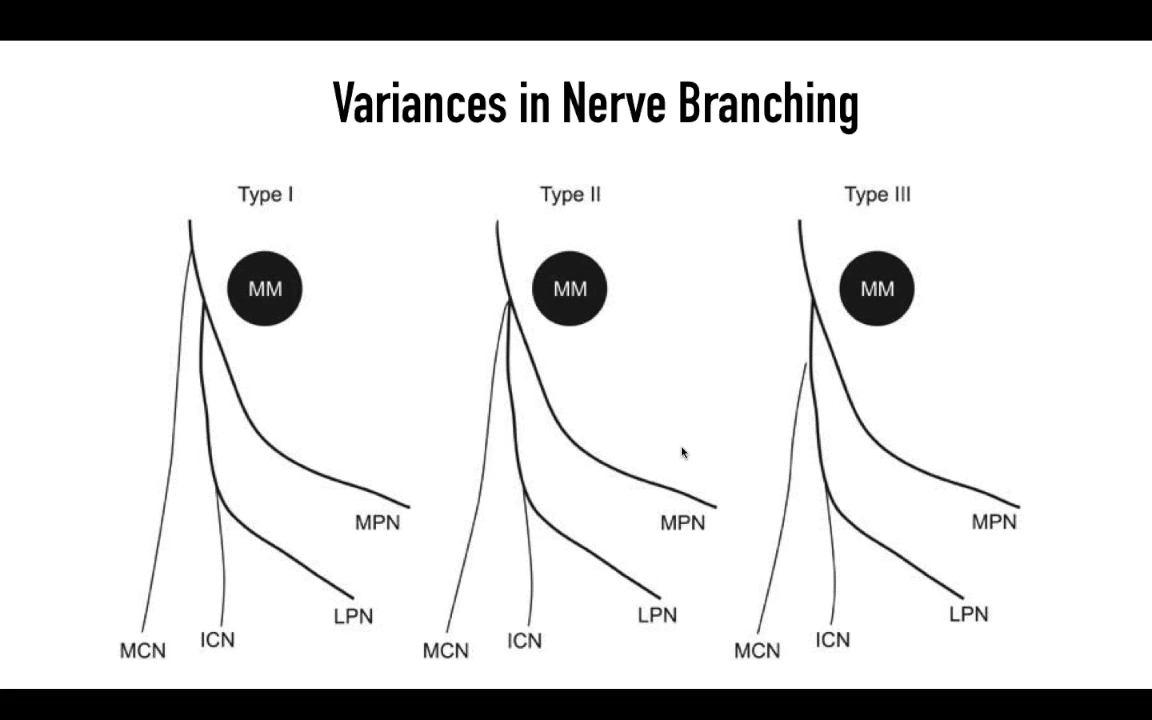 Variances in Nerve Branching
Type I
Type II
Type III
MM
MM
MM
MPN
MPN
MPN
LPN
LPN
LPN
MCN
ICN
MCN
ICN
MCN
ICN